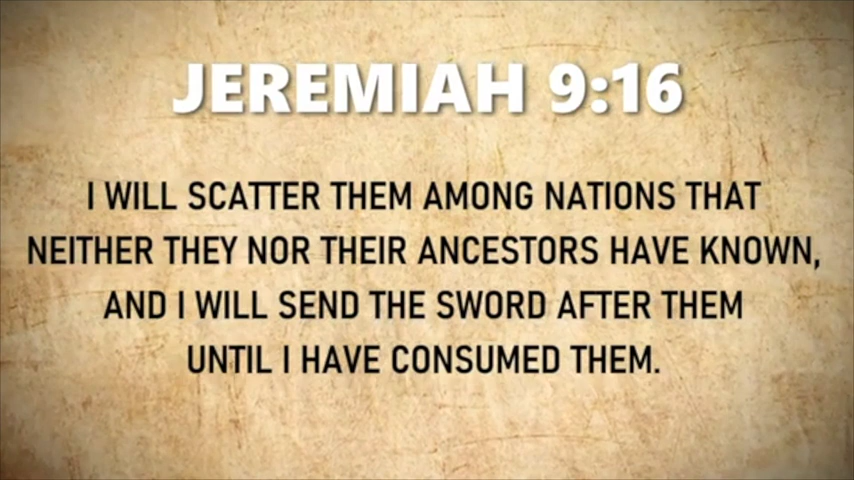 JEREMIAH 9:16
I WILL SCATTER THEM AMONG NATIONS THAT
NEITHER THEY NOR THEIR ANCESTORS HAVE KNOWN,
AND I WILL SEND THE SWORD AFTER THEM
UNTIL I HAVE CONSUMED THEM.